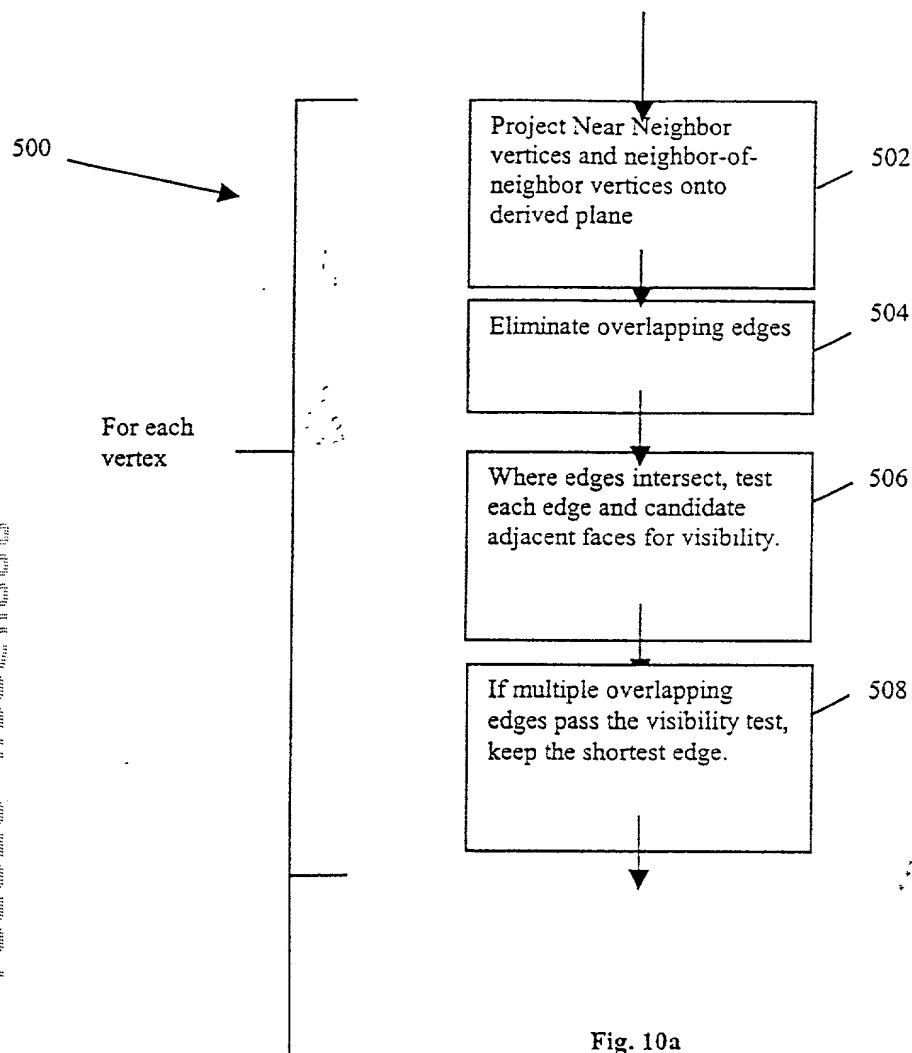 500
Project Near Neighbor
vertices and neighbor-of-
neighbor vertices onto
derived plane
502
Eliminate overlapping edges
504
For each
vertex
Where edges intersect, test
each edge and candidate
adjacent faces for visibility.
506
If multiple overlapping
edges pass the visibility test,
keep the shortest edge.
508
Fig. 10a